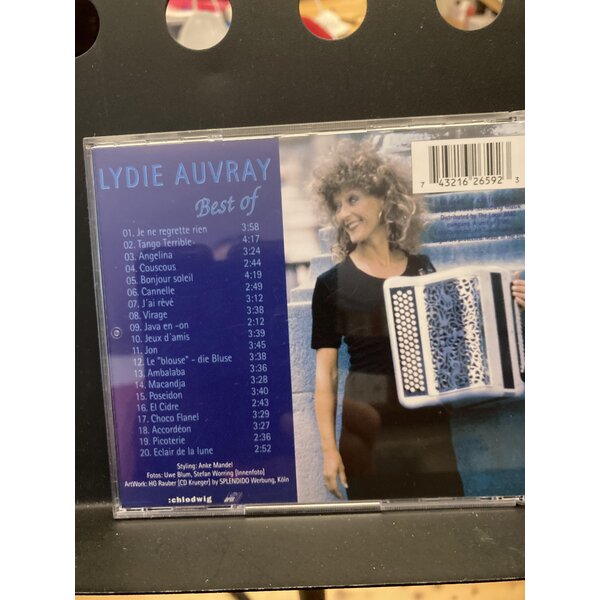 LYDIE AUVRAY
Best of
01. Je ne regrette rien 3:58
02. Tango Terrible 4:17
03. Angelina 3:24
04. Couscous 2:44
05. Bonjour soleil 4:19
06. Cannelle 2:49
07. J'ai rêvé 3:12
08. Virage 3:38
09. Java en -on 2:12
10. Jeux d'amis 3:39
11. Jon 3:45
12. Le "blouse" - die Bluse 3:38
13. Ambalaba 3:36
14. Macandja 3:28
15. Poseidon 3:40
16. El Cidre 2:43
17. Choco Flanel 3:29
18. Accordéon 3:27
19. Picoterie 2:36
20. Eclair de la lune 2:52
Styling: Anke Mandel
Fotos: Uwe Blum, Stefan Worring [Innenfoto]
ArtWork: HG Rauber [CD Krueger] by SPLENDIDO Werbung, Köln
:chlodwig
7 43216 26592 3
Distributed by The